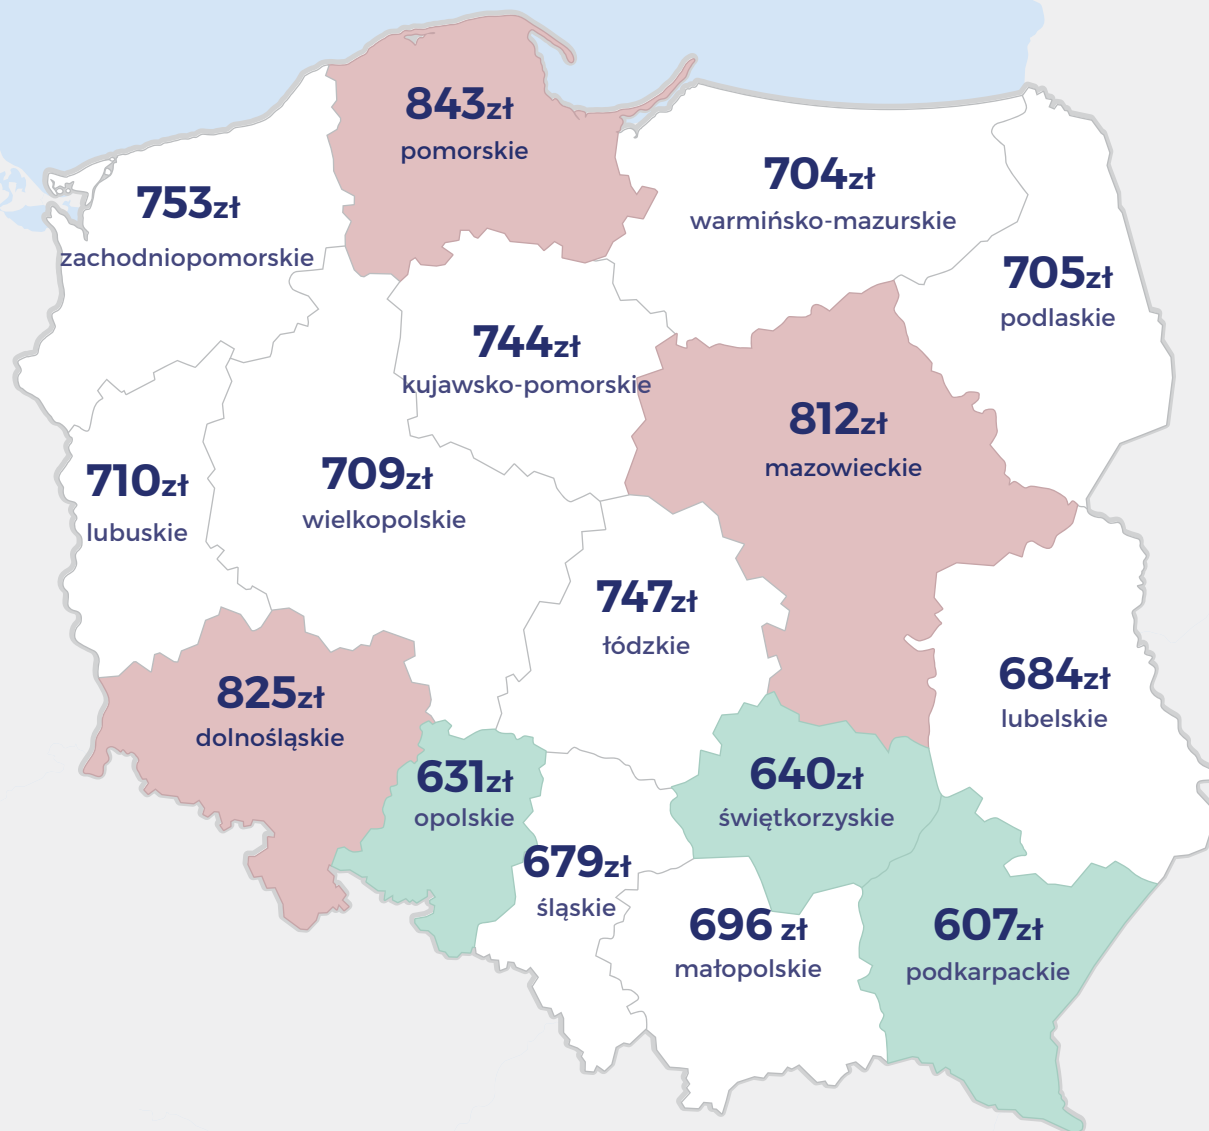 843zł
pomorskie
704zł
warmińsko-mazurskie
753zł
zachodniopomorskie
705zł
podlaskie
744zł
kujawsko-pomorskie
812zł
mazowieckie
710zł
lubuskie
709zł
wielkopolskie
747zł
łódzkie
684zł
lubelskie
825zł
dolnośląskie
631zł
opolskie
640zł
świętkorzyskie
679zł
śląskie
696 zł
małopolskie
607zł
podkarpackie